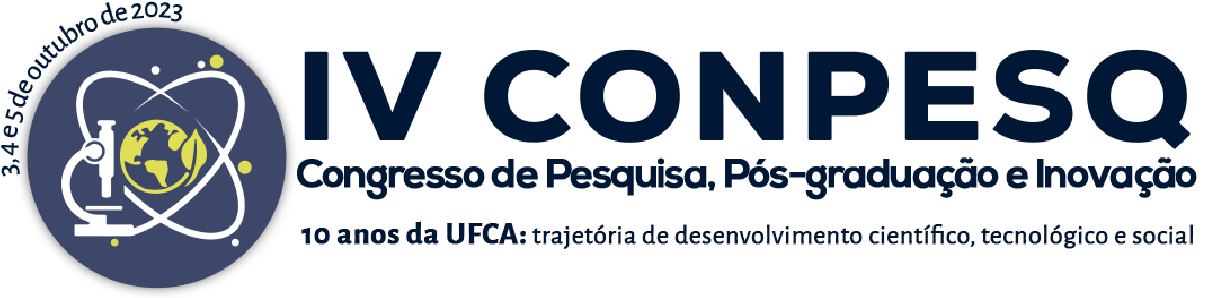 3, 4 e 5 de outubro de 2023
IV CONPESQ
Congresso de Pesquisa, Pós-graduação e Inovação
10 anos da UFCA: trajetória de desenvolvimento científico, tecnológico e social